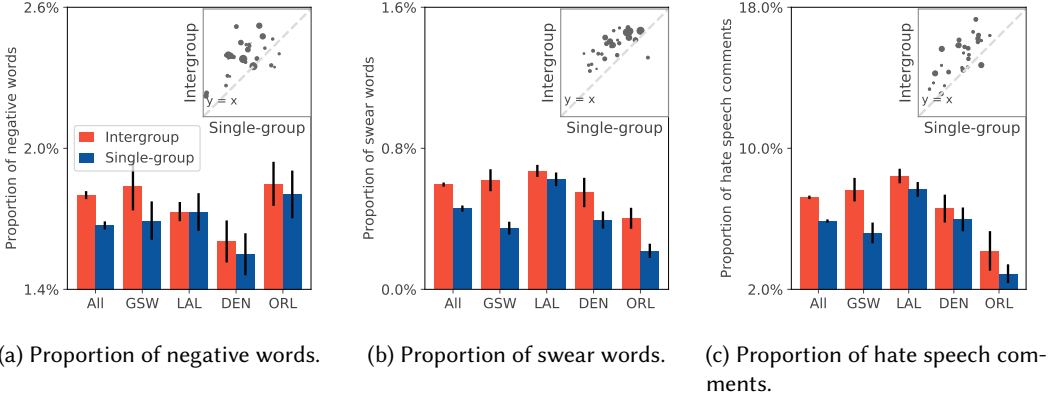 2.6%
2.0%
1.4%
Proportion of negative words
Intergroup
Single-group
y = x
Intergroup
Single-group
All GSW LAL DEN ORL
(a) Proportion of negative words.
1.6%
0.8%
0.0%
Proportion of swear words
y = x
Intergroup
Single-group
All GSW LAL DEN ORL
(b) Proportion of swear words.
18.0%
10.0%
2.0%
Proportion of hate speech comments
y = x
Intergroup
Single-group
All GSW LAL DEN ORL
(c) Proportion of hate speech com-
ments.